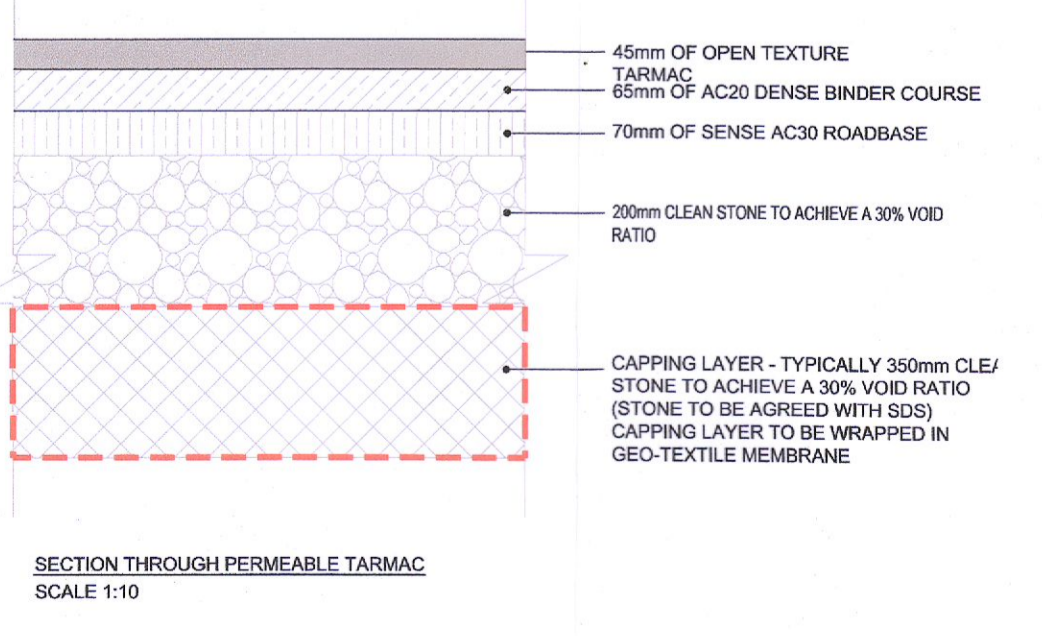 45mm OF OPEN TEXTURE
TARMAC
65mm OF AC20 DENSE BINDER COURSE
70mm OF SENSE AC30 ROADBASE
200mm CLEAN STONE TO ACHIEVE A 30% VOID
RATIO
CAPPING LAYER - TYPICALLY 350mm
STONE TO ACHIEVE A 30% VOID RATIO
(STONE TO BE AGREED WITH SDS)
CAPPING LAYER TO BE WRAPPED IN
GEO-TEXTILE MEMBRANE
SECTION THROUGH PERMEABLE TARMAC
SCALE 1:10